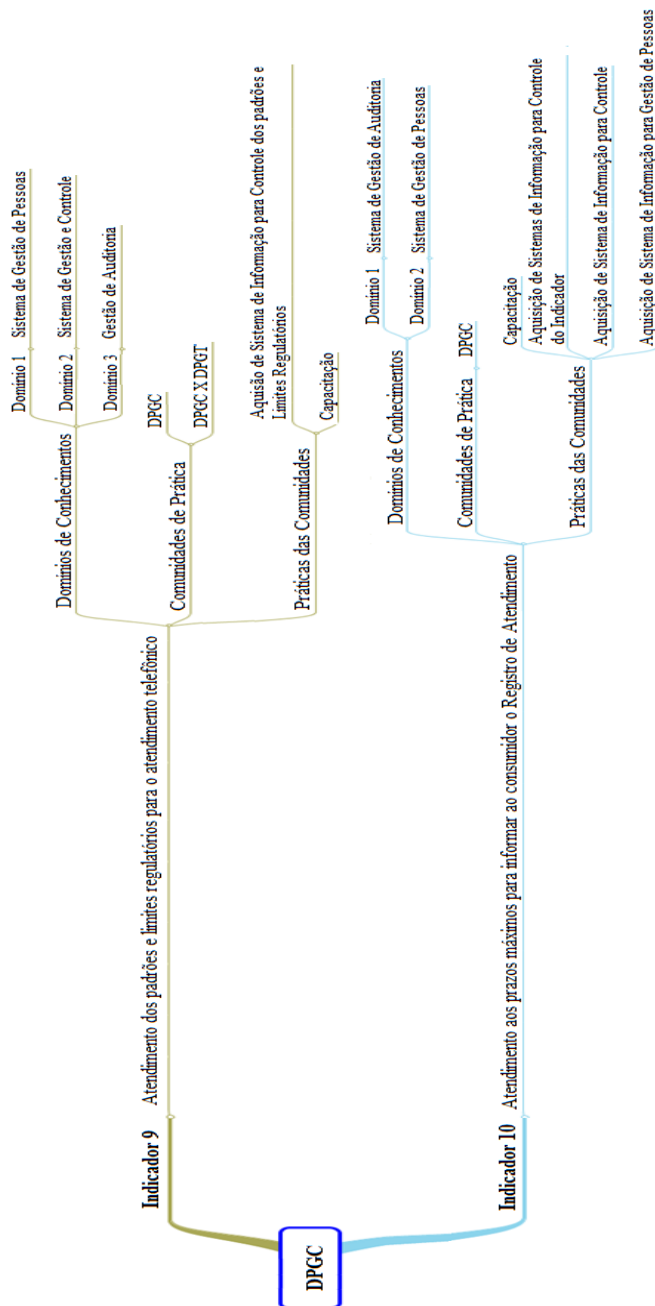 DPGC
Indicador 9
Atendimento dos padrões e limites regulatórios para o atendimento telefônico
Domínios de Conhecimentos
Domínio 1 Sistema de Gestão de Pessoas
Domínio 2 Sistema de Gestão e Controle
Domínio 3 Gestão de Auditoria
Comunidades de Prática
DPGC
DPGC X DPGT
Práticas das Comunidades
Aquisão de Sistema de Informação para Controle dos padrões e
Limites Regulatórios
Capacitação
Indicador 10
Atendimento aos prazos máximos para informar ao consumidor o Registro de Atendimento
Domínios de Conhecimentos
Domínio 1 Sistema de Gestão de Auditoria
Domínio 2 Sistema de Gestão de Pessoas
Comunidades de Prática
DPGC
Práticas das Comunidades
Capacitação
Aquisição de Sistemas de Informação para Controle
do Indicador
Aquisição de Sistema de Informação para Controle
Aquisição de Sistema de Informação para Gestão de Pessoas